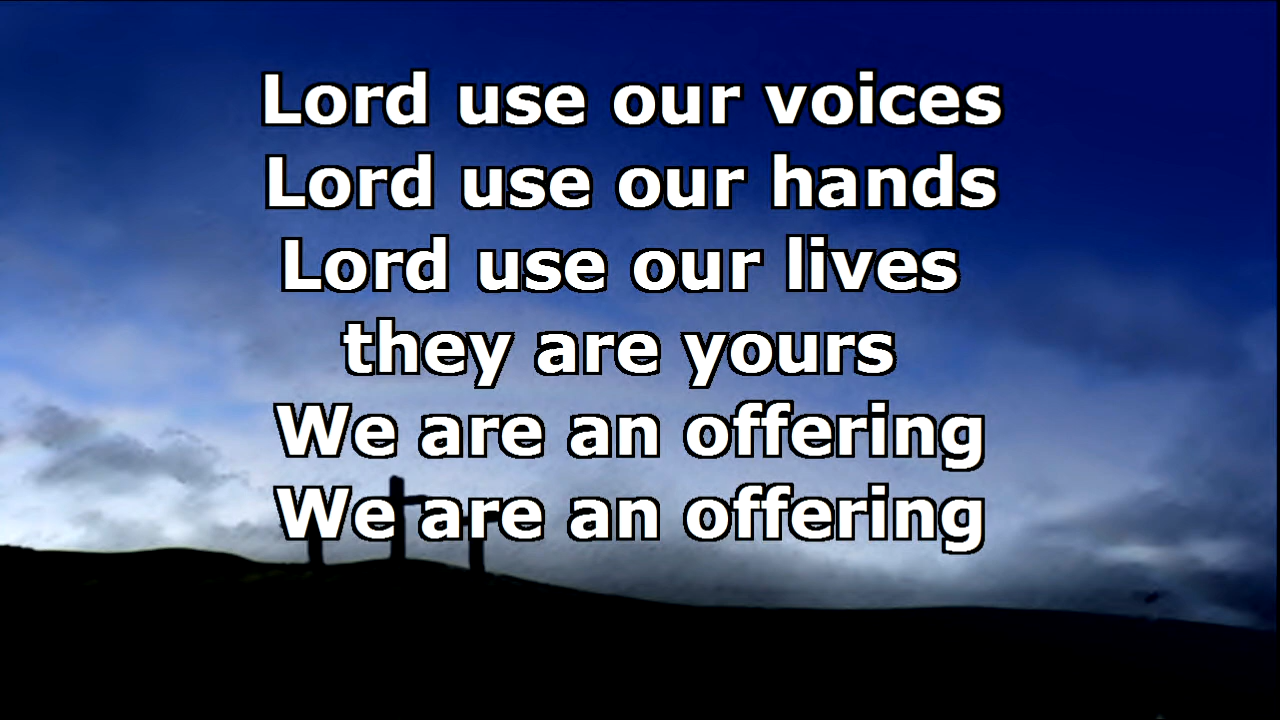 Lord use our voices
Lord use our hands
Lord use our lives
they are yours
We are an offering
We are an offering